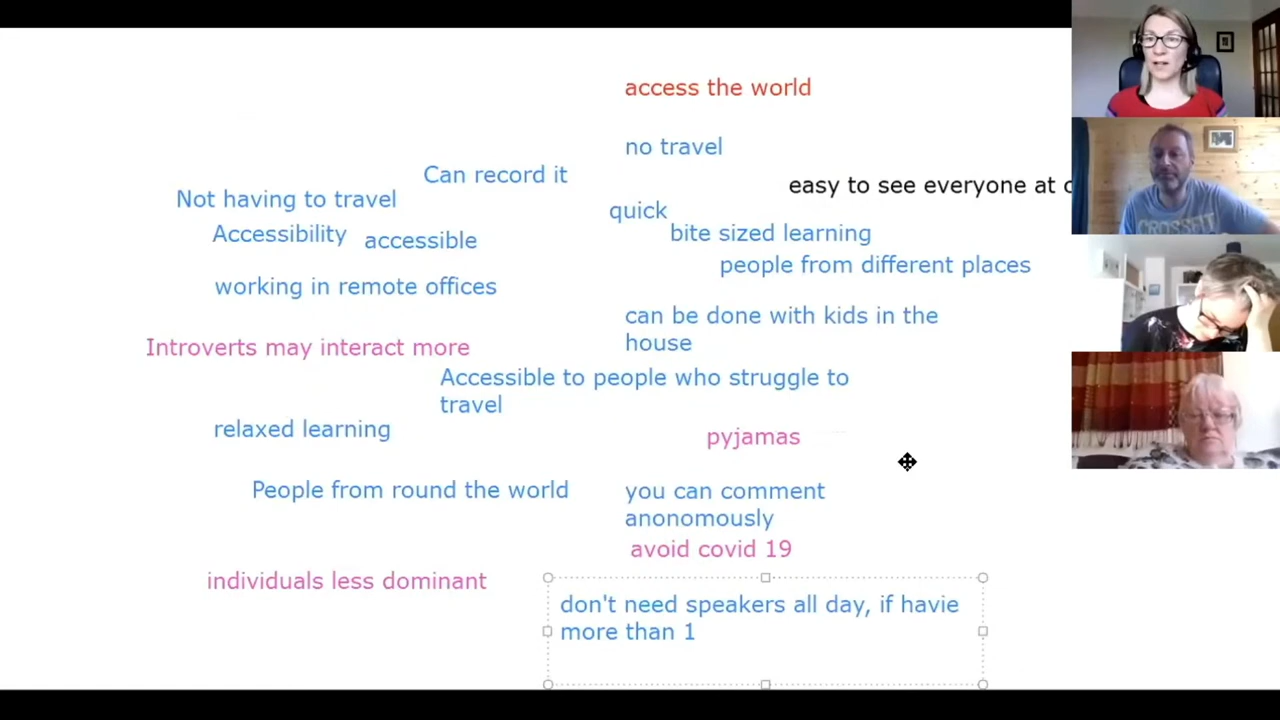 access the world
no travel
Can record it
easy to see everyone at
Not having to travel
quick
Accessibility
accessible
bite sized learning
people from different places
working in remote offices
can be done with kids in the
house
Introverts may interact more
Accessible to people who struggle to
travel
relaxed learning
pyjamas
People from round the world
you can comment
anonomously
avoid covid 19
individuals less dominant
don't need speakers all day, if havie
more than 1